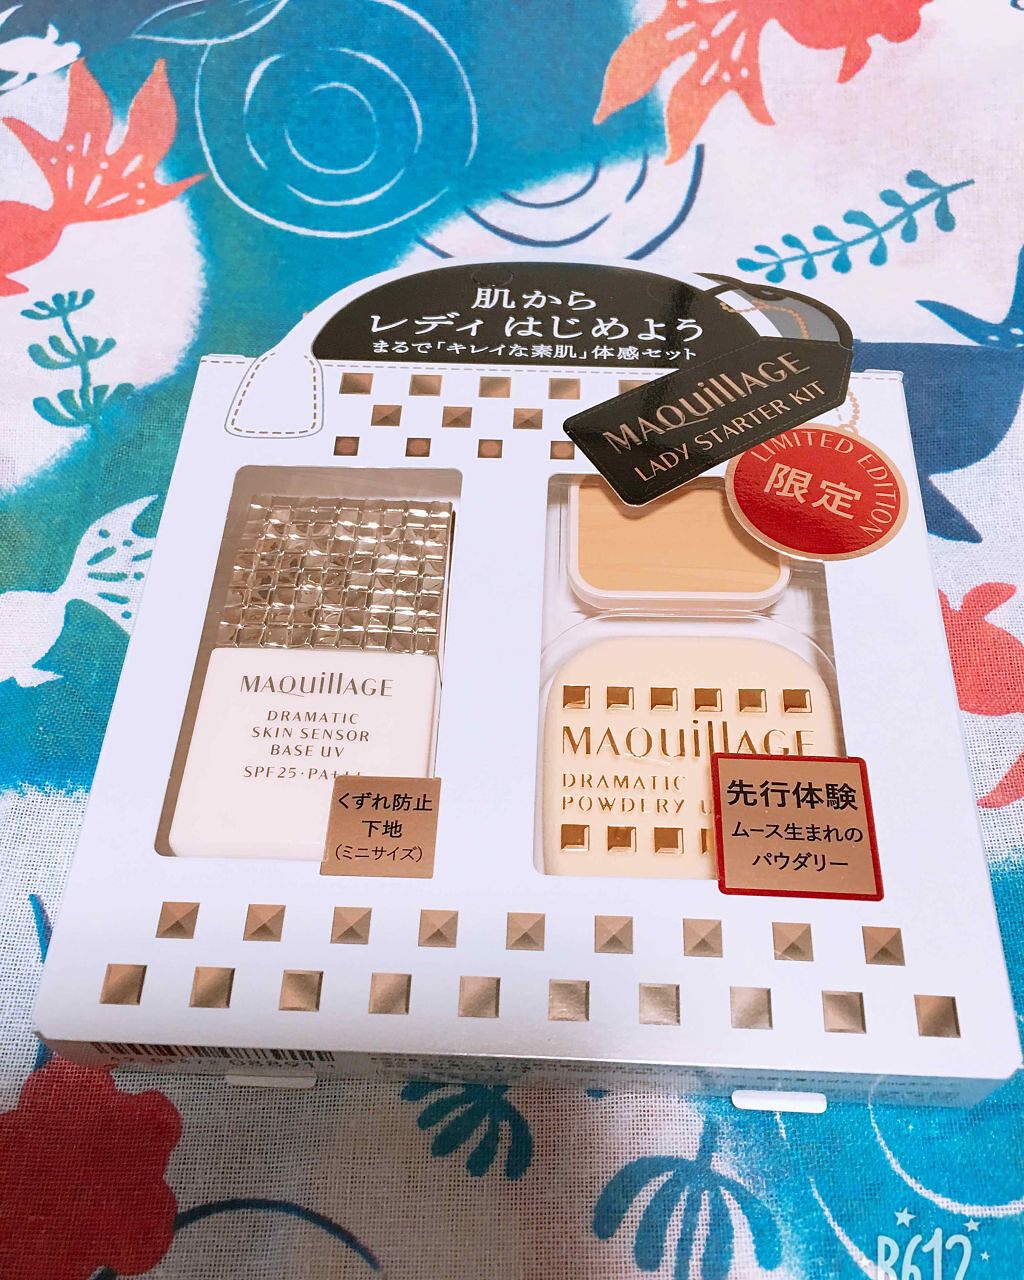 肌から
レディ はじめよう
まるで「キレイな素肌」体感セット
MAQuillAGE
LADY STARTER KIT
LIMITED EDITION
限定
MAQuillAGE
DRAMATIC
SKIN SENSOR
BASE UV
SPF25・PA+++
くずれ防止
下地
(ミニサイズ)
MAQuillAGE
DRAMATIC
POWDERY
先行体験
ムース生まれの
パウダリー
B612